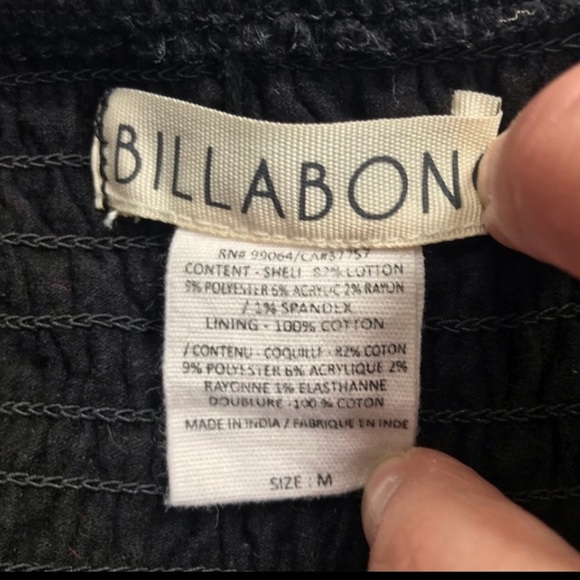 BILLABON
RN# 99064/CA#37757
CONTENT - SHELL 82% COTTON
9% POLYESTER 6% ACRYLIC 2% RAYON
/ 1% SPANDEX
LINING - 100% COTTON
/ CONTENU - COQUILLE - 82% COTON
9% POLYESTER 6% ACRYLIQUE 2%
RAYONNE 1% ELASTHANNE
DOUBLURE -100 % COTON
MADE IN INDIA / FABRIQUE EN INDE
SIZE : M